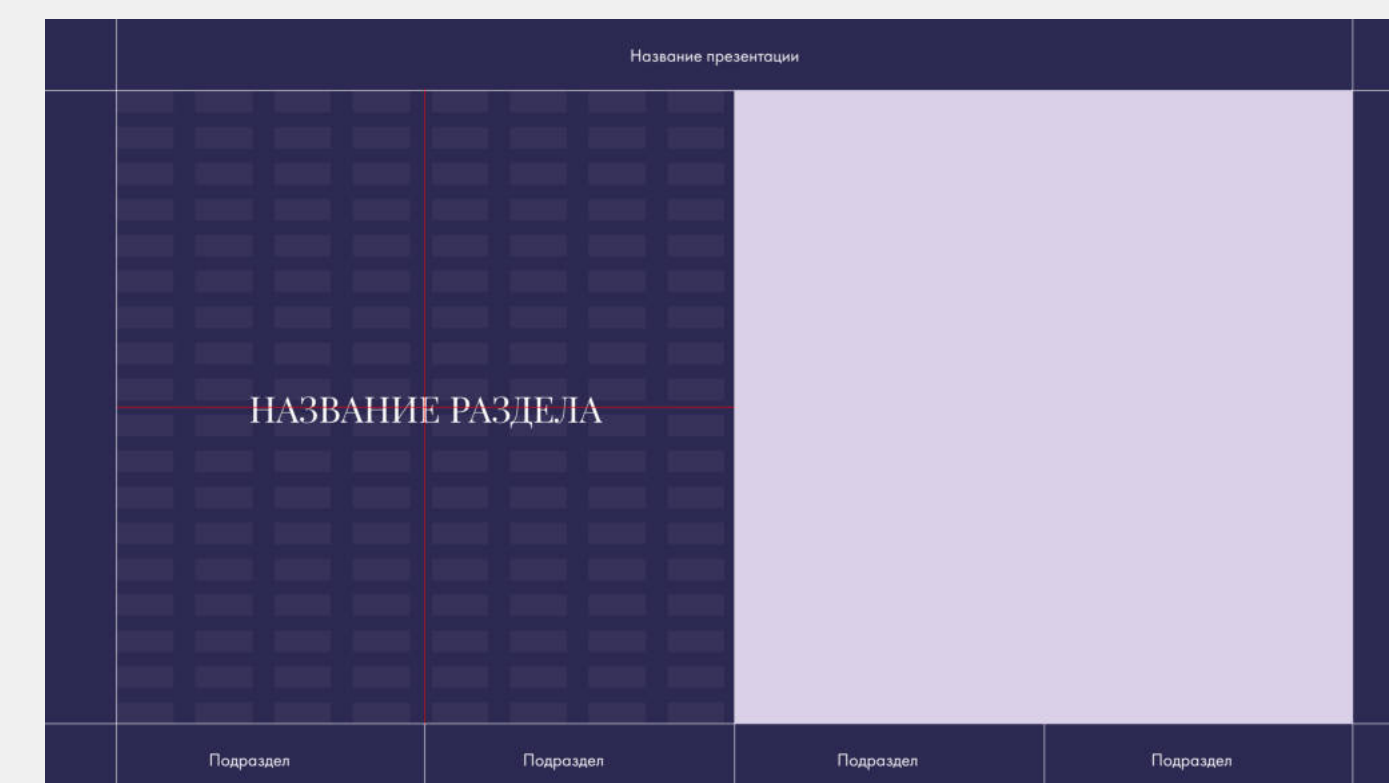 Название презентации
НАЗВАНИЕ РАЗДЕЛА
Подраздел Подраздел Подраздел Подраздел